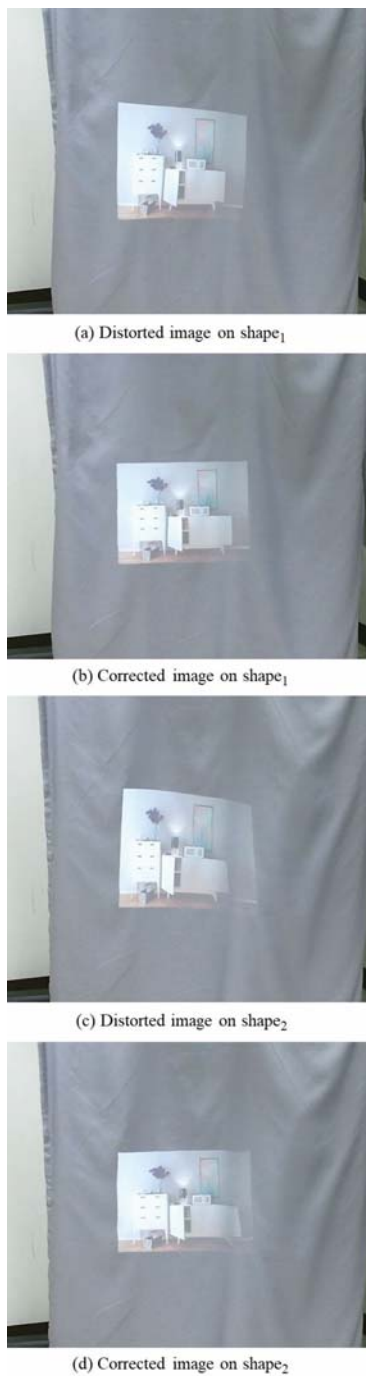 (a) Distorted image on shape₁
(b) Corrected image on shape₁
(c) Distorted image on shape₂
(d) Corrected image on shape₂